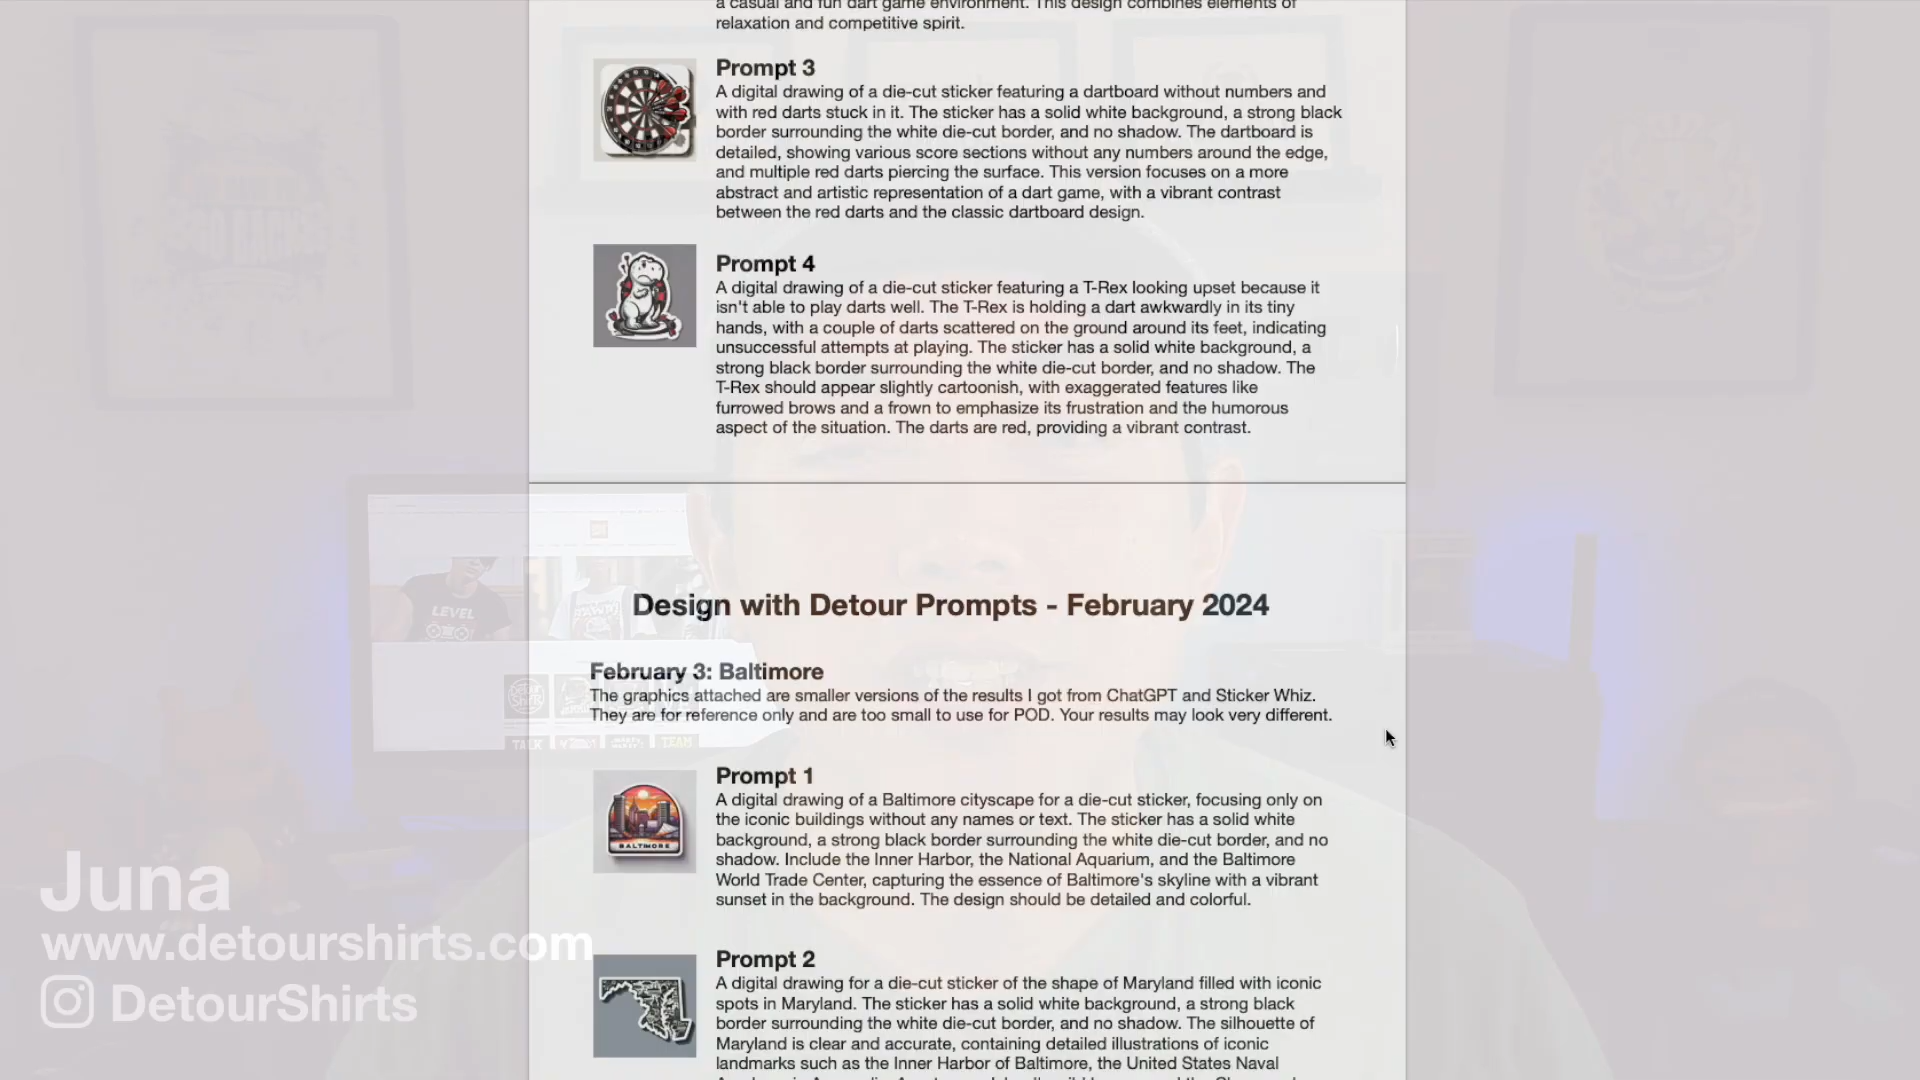 a casual and fun dart game environment. This design combines elements of
relaxation and competitive spirit.
Prompt 3
A digital drawing of a die-cut sticker featuring a dartboard without numbers and
with red darts stuck in it. The sticker has a solid white background, a strong black
border surrounding the white die-cut border, and no shadow. The dartboard is
detailed, showing various score sections without any numbers around the edge,
and multiple red darts piercing the surface. This version focuses on a more
abstract and artistic representation of a dart game, with a vibrant contrast
between the red darts and the classic dartboard design.
Prompt 4
A digital drawing of a die-cut sticker featuring a T-Rex looking upset because it
isn't able to play darts well. The T-Rex is holding a dart awkwardly in its tiny
hands, with a couple of darts scattered on the ground around its feet, indicating
unsuccessful attempts at playing. The sticker has a solid white background, a
strong black border surrounding the white die-cut border, and no shadow. The
T-Rex should appear slightly cartoonish, with exaggerated features like
furrowed brows and a frown to emphasize its frustration and the humorous
aspect of the situation. The darts are red, providing a vibrant contrast.
LEVEL
Design with Detour Prompts - February 2024
February 3: Baltimore
The graphics attached are smaller versions of the results I got from ChatGPT and Sticker Whiz.
They are for reference only and are too small to use for POD. Your results may look very different.
TALK
TEAM
Prompt 1
A digital drawing of a Baltimore cityscape for a die-cut sticker, focusing only on
the iconic buildings without any names or text. The sticker has a solid white
background, a strong black border surrounding the white die-cut border, and no
shadow. Include the Inner Harbor, the National Aquarium, and the Baltimore
World Trade Center, capturing the essence of Baltimore's skyline with a vibrant
sunset in the background. The design should be detailed and colorful.
BALTIMORE
Prompt 2
A digital drawing for a die-cut sticker of the shape of Maryland filled with iconic
spots in Maryland. The sticker has a solid white background, a strong black
border surrounding the white die-cut border, and no shadow. The silhouette of
Maryland is clear and accurate, containing detailed illustrations of iconic
landmarks such as the Inner Harbor of Baltimore, the United States Naval
Juna
www.detourshirts.com
DetourShirts